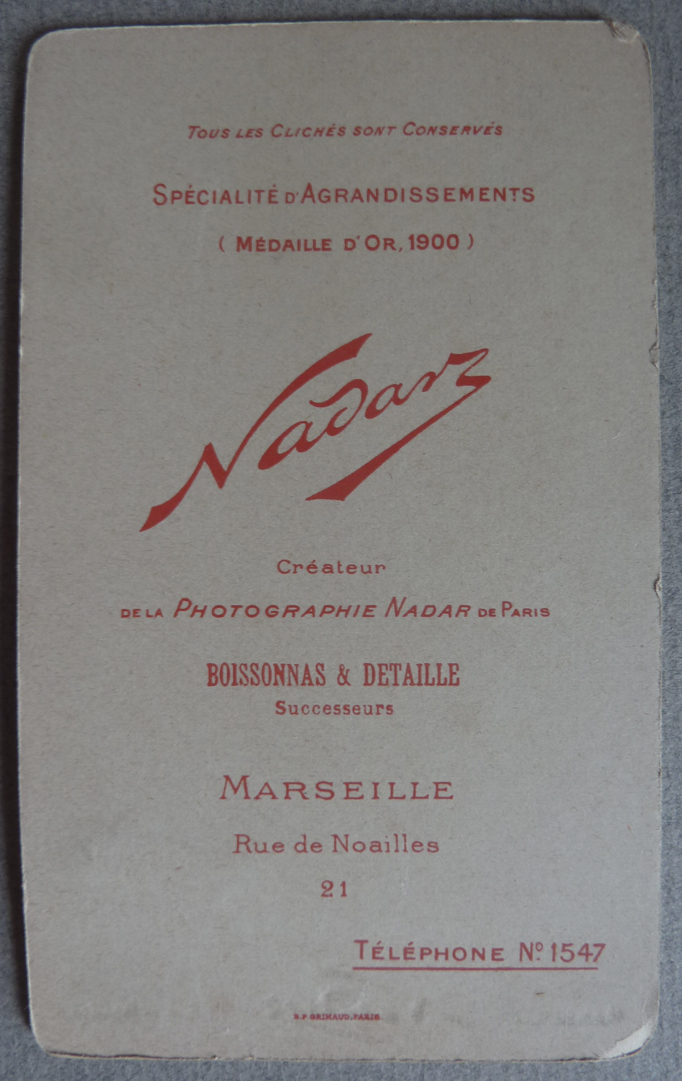 Tous les Clichés sont Conservés
Spécialité d'Agrandissements
( Médaille d'Or, 1900 )
Nadar
Créateur
de la Photographie Nadar de Paris
BOISSONNAS & DETAILLE
Successeurs
Marseille
Rue de Noailles
21
Téléphone No 1547
B.P GRIMAUD.PARIS